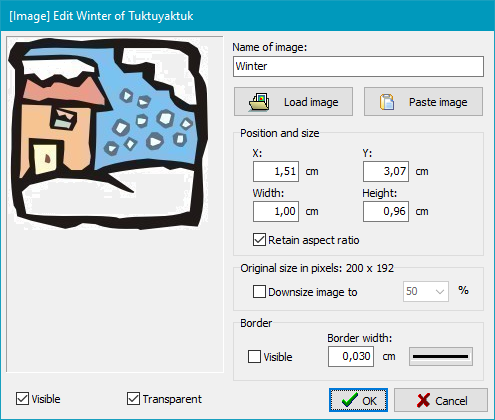 [Image] Edit Winter of Tuktuyaktuk
Name of image:
Winter
Load image Paste image
Position and size
X: Y:
1,51 cm 3,07 cm
Width: Height:
1,00 cm 0,96 cm
Retain aspect ratio
Original size in pixels: 200 x 192
Downsize image to 50 %
Border
Border width:
Visible 0,030 cm
Visible Transparent OK Cancel